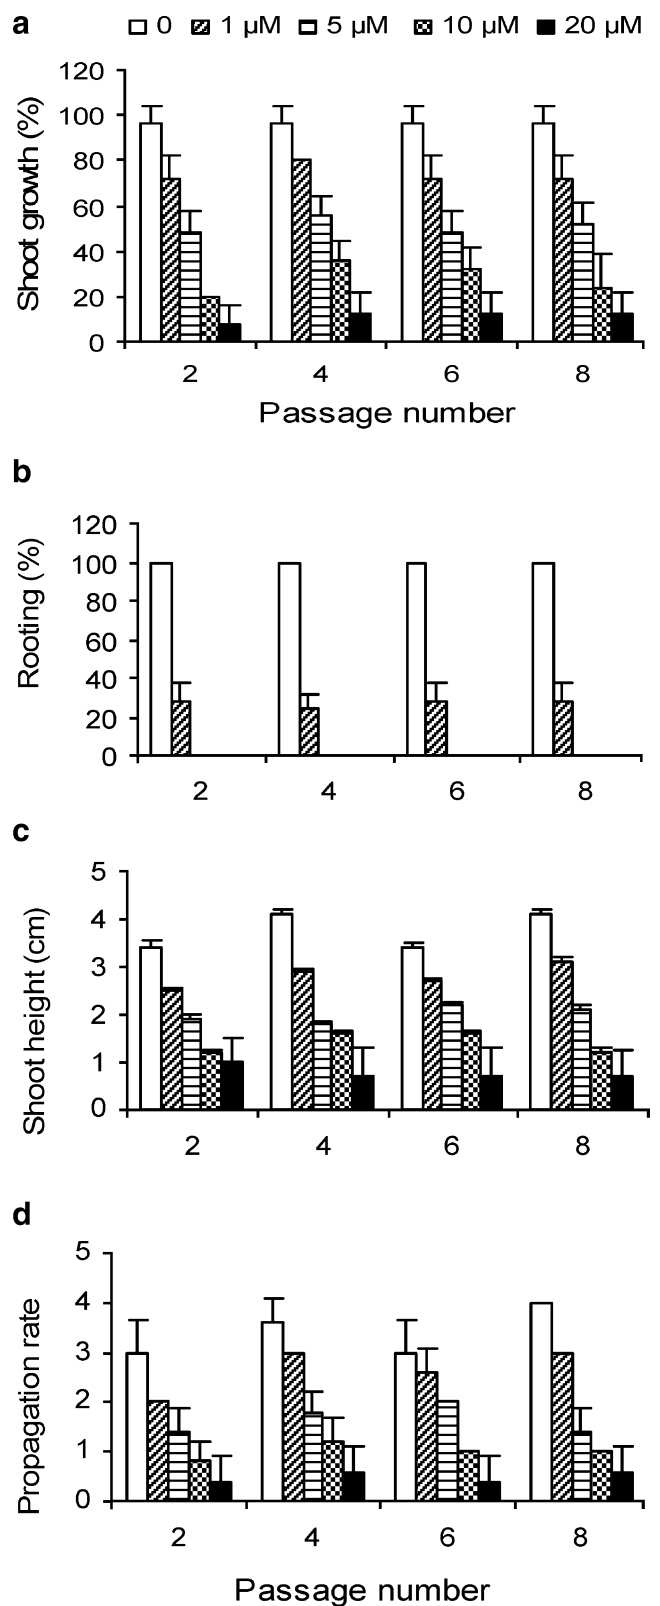 a
0 1 µM 5 µM 10 µM 20 µM
120
100
80
60
40
20
0
Shoot growth (%)
2 4 6 8
Passage number
b
120
100
80
60
40
20
0
Rooting (%)
2 4 6 8
c
5
4
3
2
1
0
Shoot height (cm)
2 4 6 8
d
5
4
3
2
1
0
Propagation rate
2 4 6 8
Passage number